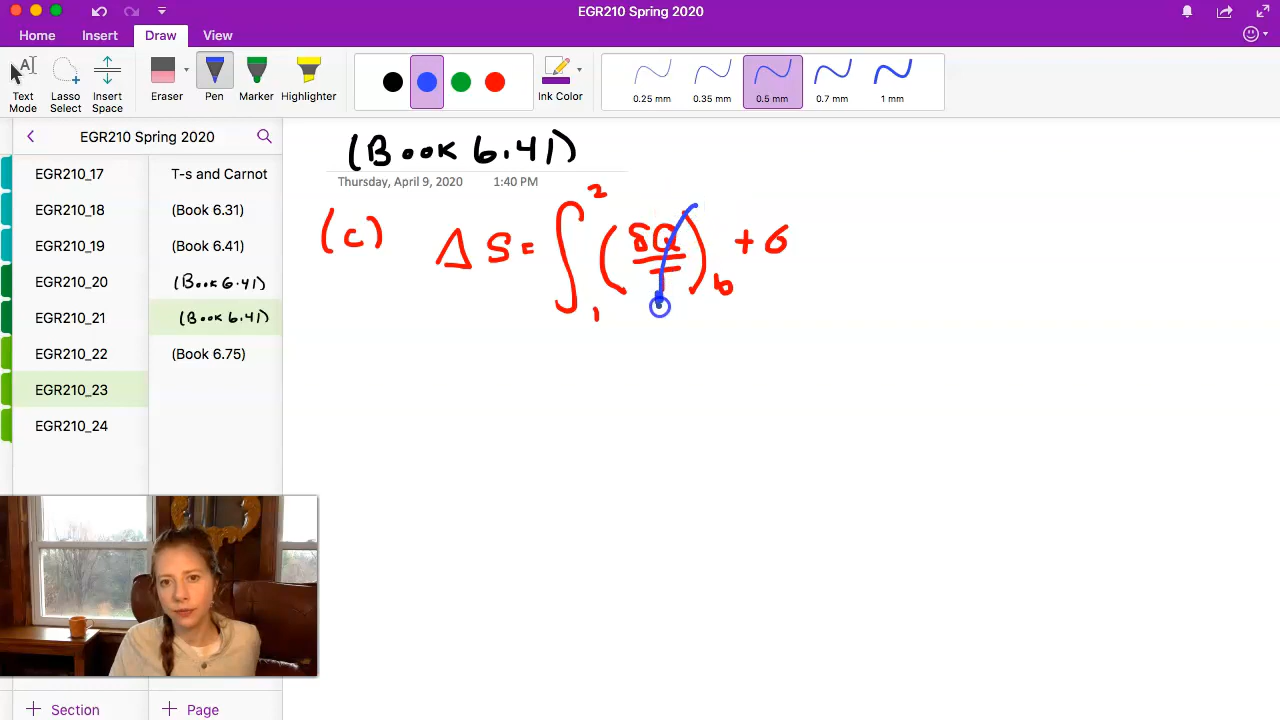 EGR210 Spring 2020
Home Insert Draw View
Text Mode
Lasso Select
Insert Space
Eraser
Pen
Marker
Highlighter
Ink Color
0.25 mm
0.35 mm
0.5 mm
0.7 mm
1 mm
EGR210 Spring 2020
EGR210_17
EGR210_18
EGR210_19
EGR210_20
EGR210_21
EGR210_22
EGR210_23
EGR210_24
T-s and Carnot
(Book 6.31)
(Book 6.41)
(Book 6.41)
(Book 6.41)
(Book 6.75)
+ Section
+ Page
(Book 6.41)
Thursday, April 9, 2020 1:40 PM
(c) ΔS = ∫₁² (δQ/T)b + σ